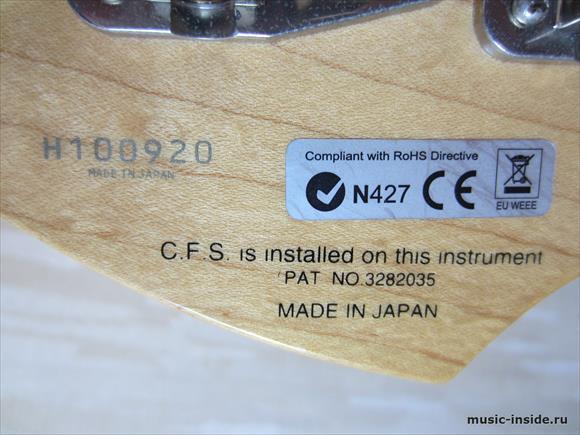 H100920
MADE IN JAPAN
Compliant with RoHS Directive
N427 CE
EU WEEE
C.F.S. is installed on this instrument
PAT NO.3282035
MADE IN JAPAN
music-inside.ru